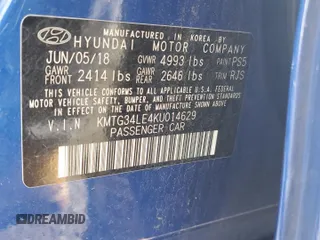 MFD. IN KOREA BY
HYUNDAI MOTOR COMPANY
JUN/05/18 GVWR 4993 lbs PAINT PS5
GAWR FRONT 2414 lbs GAWR REAR 2646 lbs TRIM RJS
THIS VEHICLE CONFORMS TO ALL APPLICABLE U.S.A. FEDERAL
MOTOR VEHICLE SAFETY, BUMPER, AND THEFT PREVENTION STANDARDS
IN EFFECT ON THE DATE OF MANUFACTURE SHOWN ABOVE.
V.I.N KMTG34LE4KU014629
PASSENGER CAR
DREAMBID